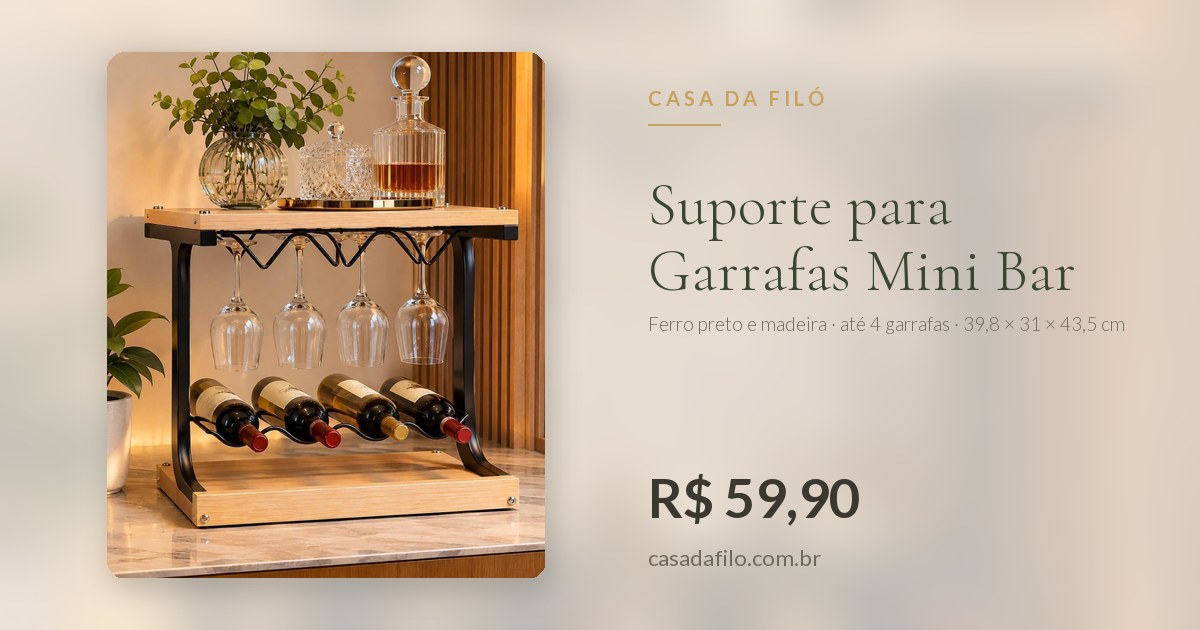 CASA DA FILÓ
Suporte para
Garrafas Mini Bar
Ferro preto e madeira · até 4 garrafas · 39,8 × 31 × 43,5 cm
R$ 59,90
casadafilo.com.br